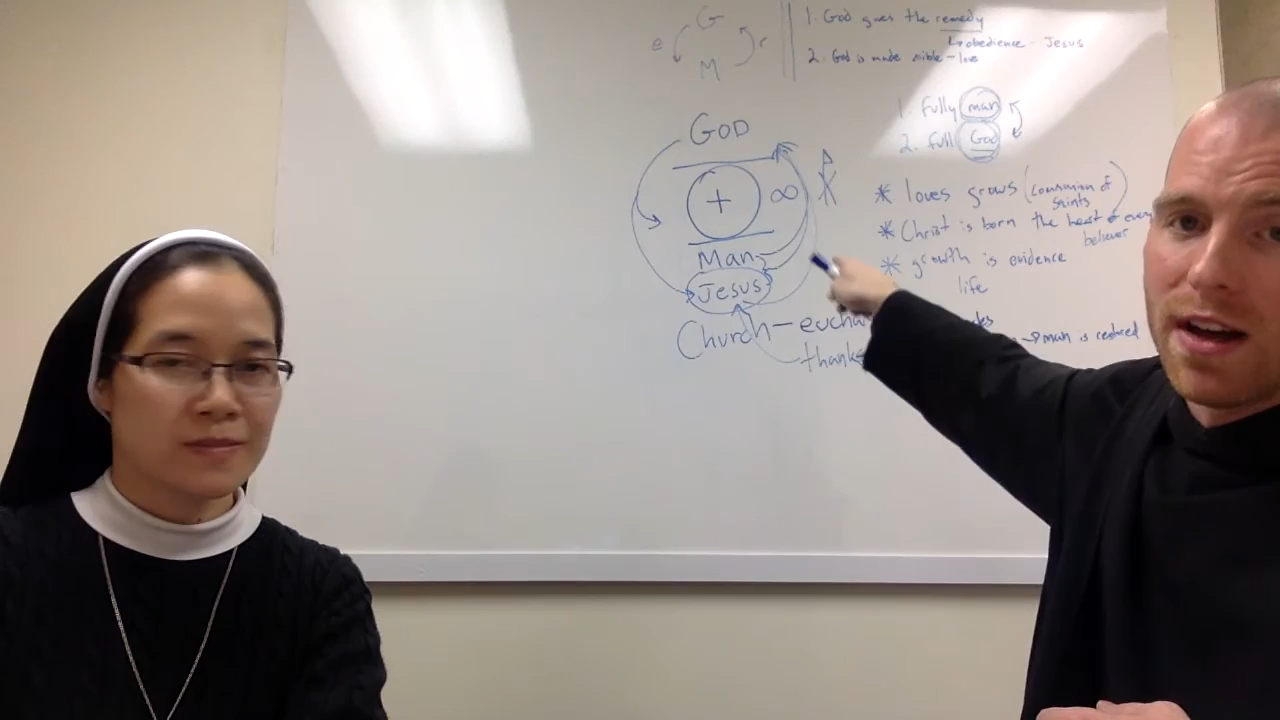 G
e r
M
1. God gives the remedy
↳ obedience - Jesus
2. God is made visible - love
GOD
+ ∞
Man
Jesus
Church - eucha
thanks
1. fully man
2. full God
* loves grows (communion of
saints)
* Christ is born the heart of every
believer
* growth is evidence
life
→ man is restored